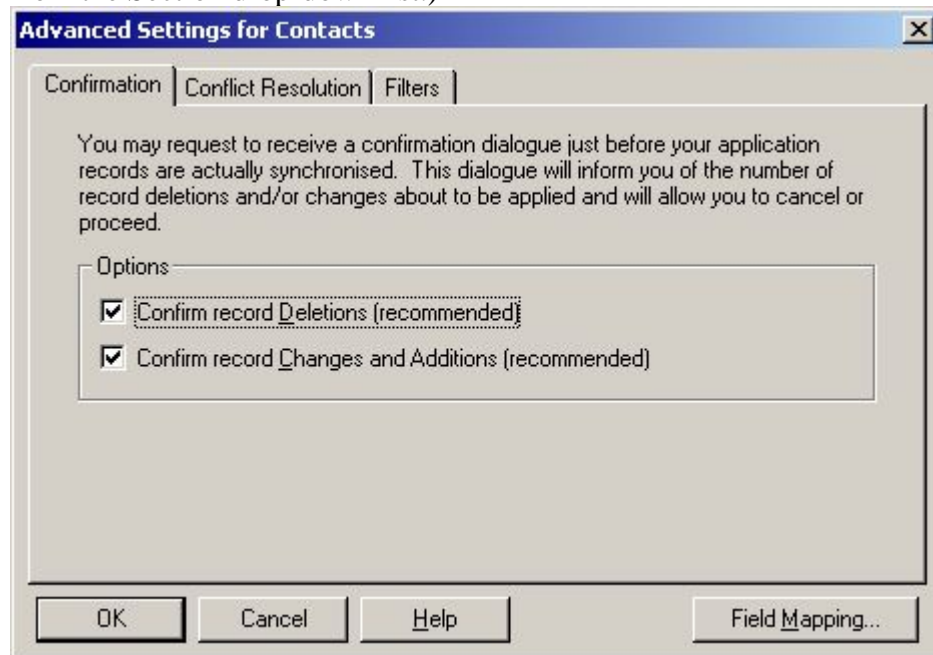 Advanced Settings for Contacts
Confirmation Conflict Resolution Filters
You may request to receive a confirmation dialogue just before your application
records are actually synchronised. This dialogue will inform you of the number of
record deletions and/or changes about to be applied and will allow you to cancel or
proceed.
Options
Confirm record Deletions (recommended)
Confirm record Changes and Additions (recommended)
OK Cancel Help Field Mapping...